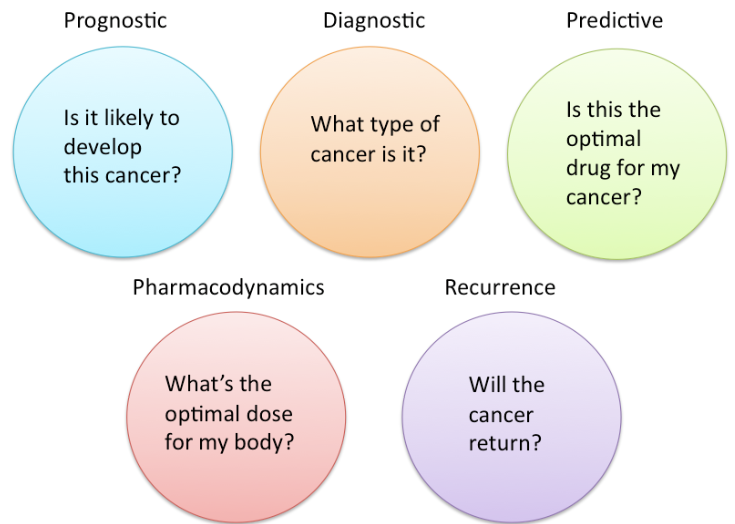 Prognostic
Diagnostic
Predictive
Is it likely to
develop
this cancer?
What type of
cancer is it?
Is this the
optimal
drug for my
cancer?
Pharmacodynamics
Recurrence
What's the
optimal dose
for my body?
Will the
cancer
return?